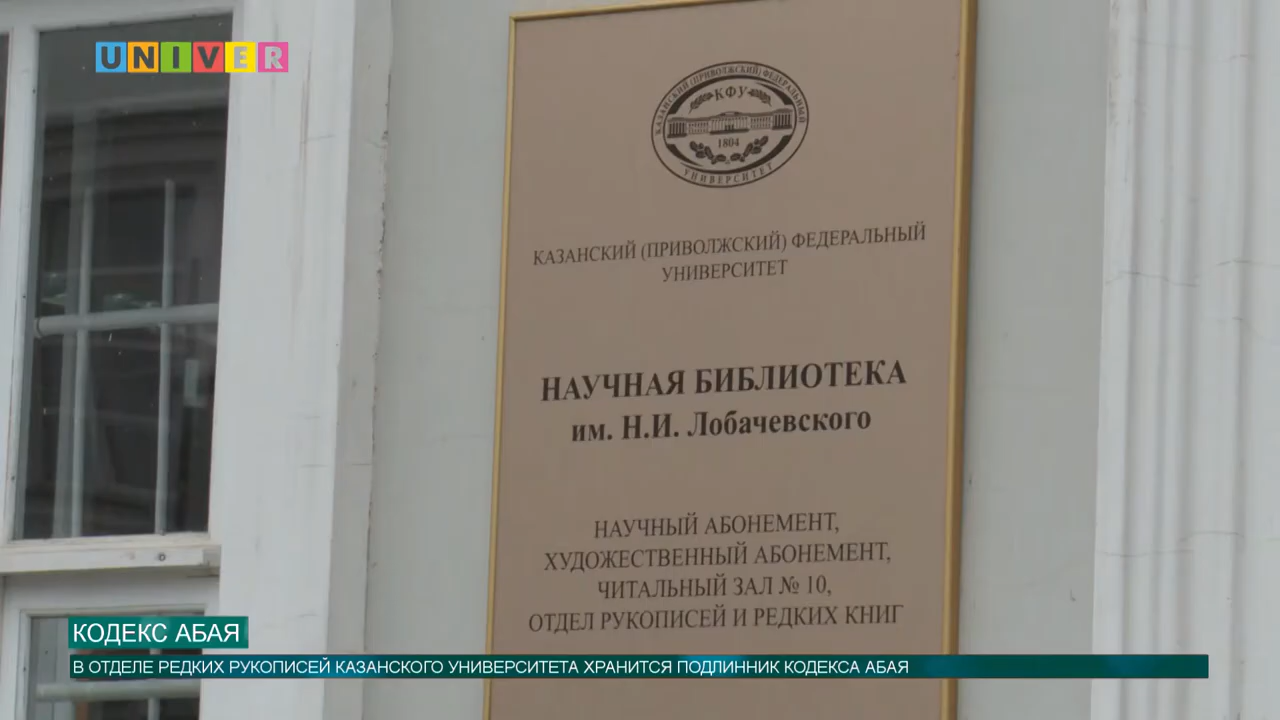 UNIVER
КАЗАНСКИЙ (ПРИВОЛЖСКИЙ) ФЕДЕРАЛЬНЫЙ
КФУ
1804
УНИВЕРСИТЕТ
КАЗАНСКИЙ (ПРИВОЛЖСКИЙ) ФЕДЕРАЛЬНЫЙ
УНИВЕРСИТЕТ
НАУЧНАЯ БИБЛИОТЕКА
им. Н.И. Лобачевского
НАУЧНЫЙ АБОНЕМЕНТ,
ХУДОЖЕСТВЕННЫЙ АБОНЕМЕНТ,
ЧИТАЛЬНЫЙ ЗАЛ № 10,
ОТДЕЛ РУКОПИСЕЙ И РЕДКИХ КНИГ
КОДЕКС АБАЯ
В ОТДЕЛЕ РЕДКИХ РУКОПИСЕЙ КАЗАНСКОГО УНИВЕРСИТЕТА ХРАНИТСЯ ПОДЛИННИК КОДЕКСА АБАЯ